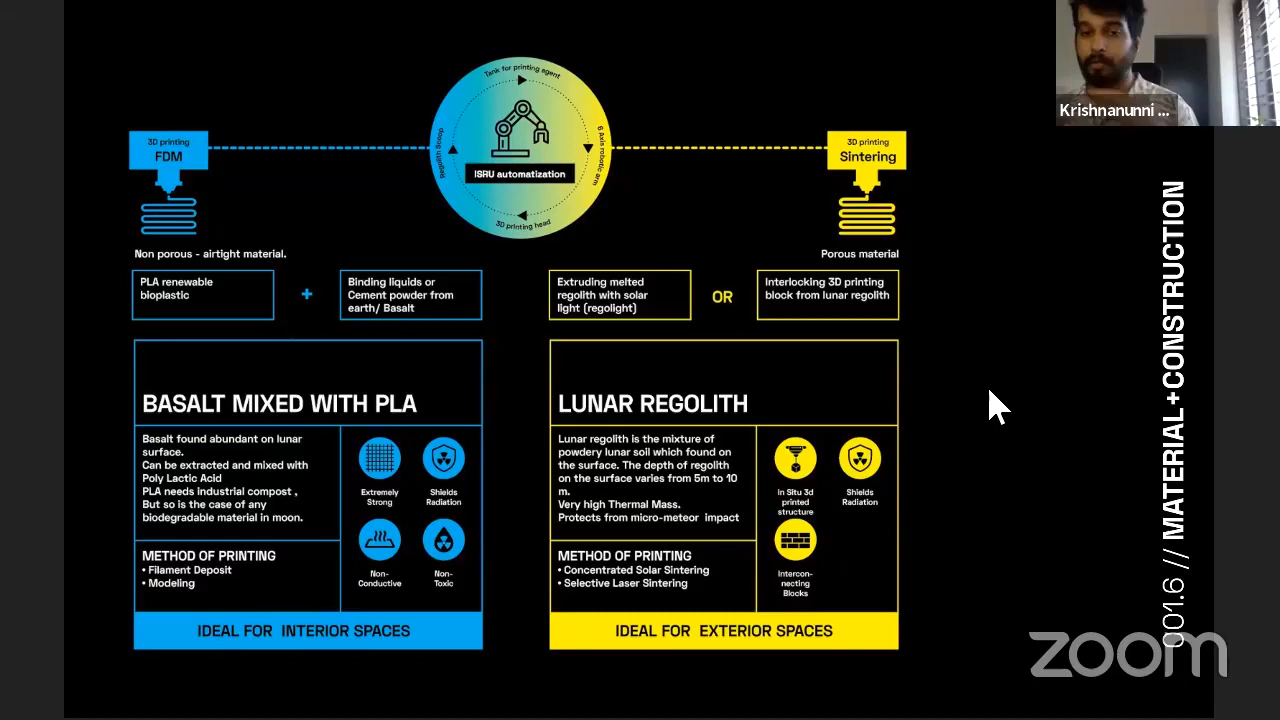 Krishnanunni ...
Tank for printing agent
6 Axis robotic arm
3D printing head
Regolith Scoop
ISRU automatization
3D printing
FDM
3D printing
Sintering
Non porous - airtight material.
Porous material
PLA renewable
bioplastic
+
Binding liquids or
Cement powder from
earth/ Basalt
Extruding melted
regolith with solar
light (regolight)
OR
Interlocking 3D printing
block from lunar regolith
BASALT MIXED WITH PLA
Basalt found abundant on lunar
surface.
Can be extracted and mixed with
Poly Lactic Acid
PLA needs industrial compost ,
But so is the case of any
biodegradable material in moon.
Extremely
Strong
Shields
Radiation
Non-
Conductive
Non-
Toxic
METHOD OF PRINTING
• Filament Deposit
• Modeling
IDEAL FOR INTERIOR SPACES
LUNAR REGOLITH
Lunar regolith is the mixture of
powdery lunar soil which found on
the surface. The depth of regolith
on the surface varies from 5m to 10
m.
Very high Thermal Mass.
Protects from micro-meteor impact
In Situ 3d
printed
structure
Shields
Radiation
Intercon-
necting
Blocks
METHOD OF PRINTING
• Concentrated Solar Sintering
• Selective Laser Sintering
IDEAL FOR EXTERIOR SPACES
001.6 // MATERIAL+CONSTRUCTION
zoom